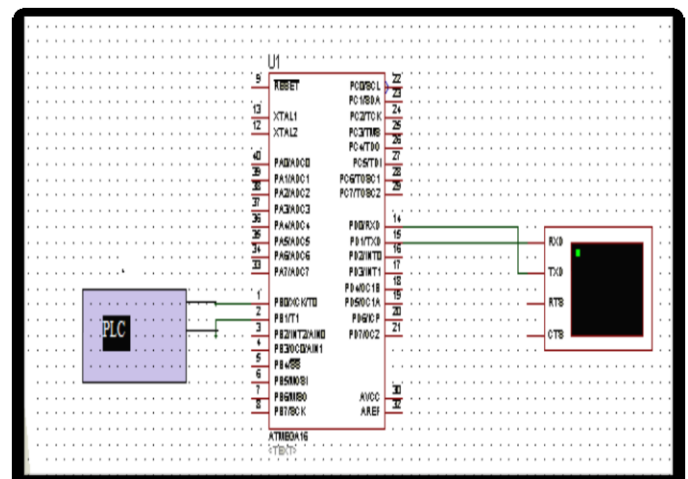 U1
9 RESET
13 XTAL1
12 XTAL2
40 PA0/ADC0
39 PA1/ADC1
38 PA2/ADC2
37 PA3/ADC3
36 PA4/ADC4
35 PA5/ADC5
34 PA6/ADC6
33 PA7/ADC7
1 PB0/XCK/T0
2 PB1/T1
3 PB2/INT2/AIN0
4 PB3/OC0/AIN1
5 PB4/SS
6 PB5/MOSI
7 PB6/MISO
8 PB7/SCK
PC0/SCL 22
PC1/SDA 23
PC2/TCK 24
PC3/TMS 25
PC4/TDO 26
PC5/TDI 27
PC6/TOSC1 28
PC7/TOSC2 29
PD0/RXD 14
PD1/TXD 15
PD2/INT0 16
PD3/INT1 17
PD4/OC1B 18
PD5/OC1A 19
PD6/ICP 20
PD7/OC2 21
AVCC 30
AREF 32
ATMEGA16
<TEXT>
PLC
RXD
TXD
RTS
CTS